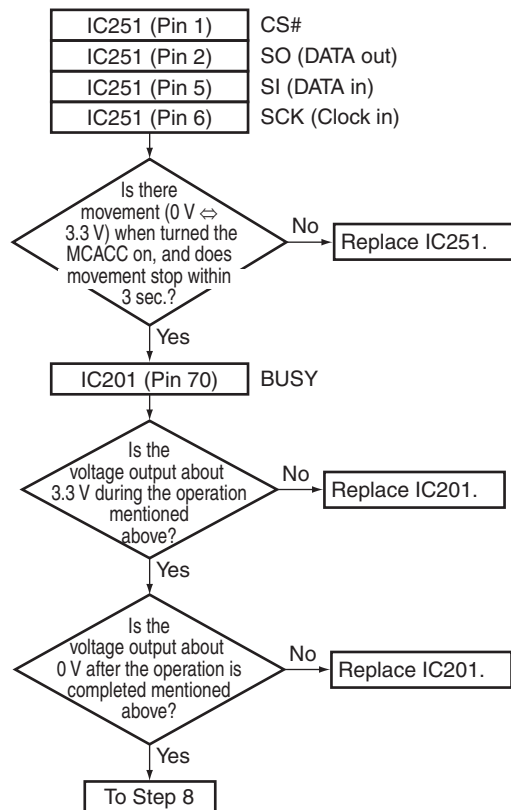 IC251 (Pin 1) CS#
IC251 (Pin 2) SO (DATA out)
IC251 (Pin 5) SI (DATA in)
IC251 (Pin 6) SCK (Clock in)
Is there
movement (0 V ⇔
3.3 V) when turned the
MCACC on, and does
movement stop within
3 sec.?
No
Replace IC251.
Yes
IC201 (Pin 70) BUSY
Is the
voltage output about
3.3 V during the operation
mentioned
above?
No
Replace IC201.
Yes
Is the
voltage output about
0 V after the operation is
completed mentioned
above?
No
Replace IC201.
Yes
To Step 8